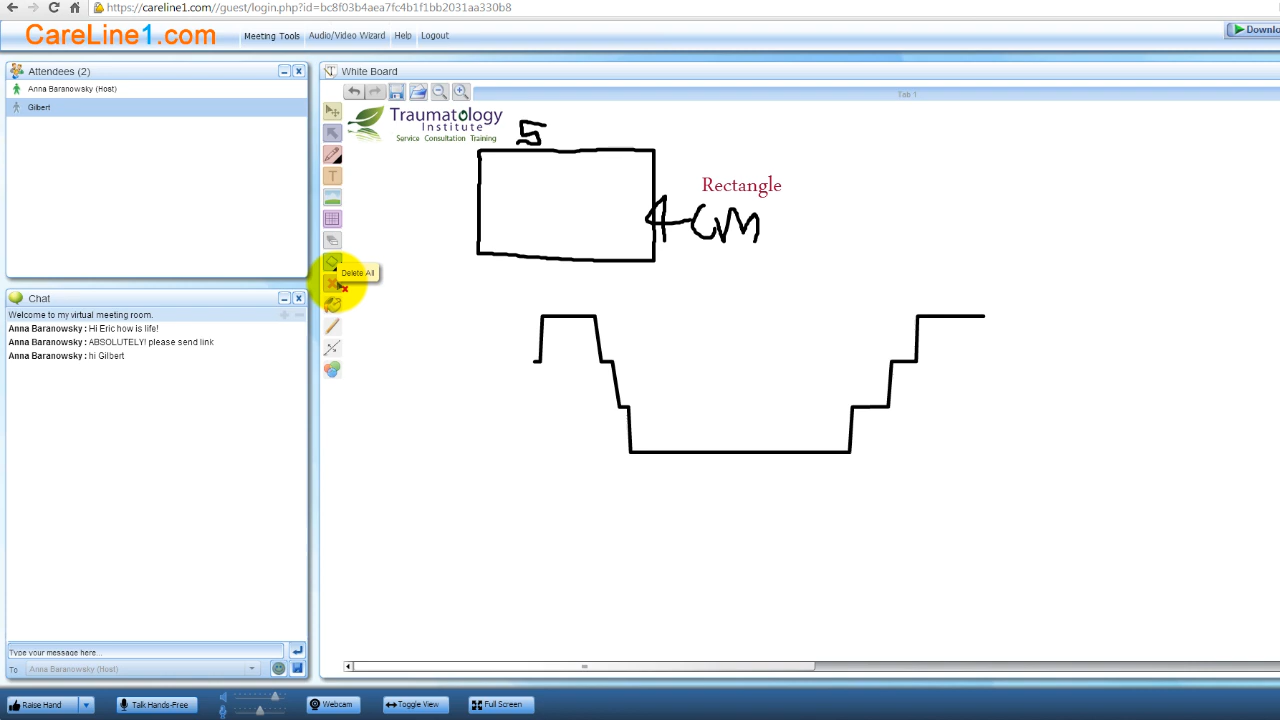 https://careline1.com//guest/login.php?id=bc8f03b4aea7fc4b1f1bb2031aa330b8
CareLine1.com
Meeting Tools Audio/Video Wizard Help Logout
Attendees (2)
Anna Baranowsky (Host)
Gilbert
Chat
Welcome to my virtual meeting room.
Anna Baranowsky: Hi Eric how is life!
Anna Baranowsky: ABSOLUTELY! please send link
Anna Baranowsky: hi Gilbert
Type your message here...
To Anna Baranowsky (Host)
White Board
Tab 1
Traumatology
Institute
Service Consultation Training
5
Rectangle
4 cm
T
Delete All
Raise Hand Talk Hands-Free Webcam Toggle View Full Screen